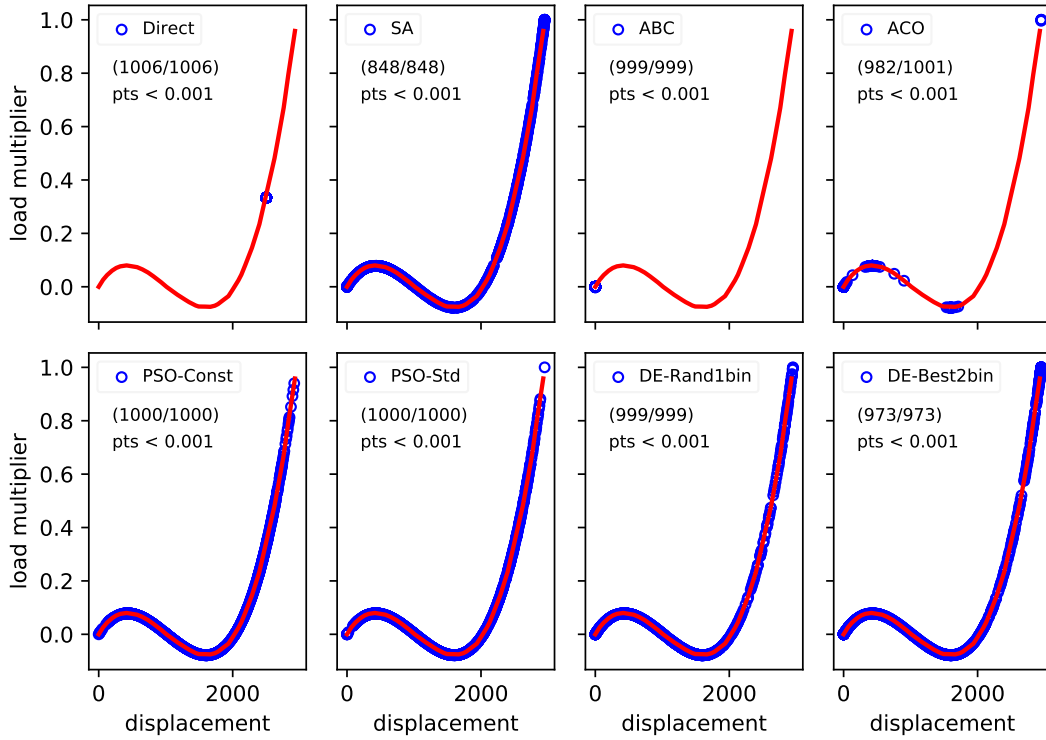 Direct
(1006/1006)
pts < 0.001
SA
(848/848)
pts < 0.001
ABC
(999/999)
pts < 0.001
ACO
(982/1001)
pts < 0.001
load multiplier
1.0
0.8
0.6
0.4
0.2
0.0
0
2000
0
2000
0
2000
0
2000
PSO-Const
(1000/1000)
pts < 0.001
PSO-Std
(1000/1000)
pts < 0.001
DE-Rand1bin
(999/999)
pts < 0.001
DE-Best2bin
(973/973)
pts < 0.001
load multiplier
1.0
0.8
0.6
0.4
0.2
0.0
displacement
displacement
displacement
displacement